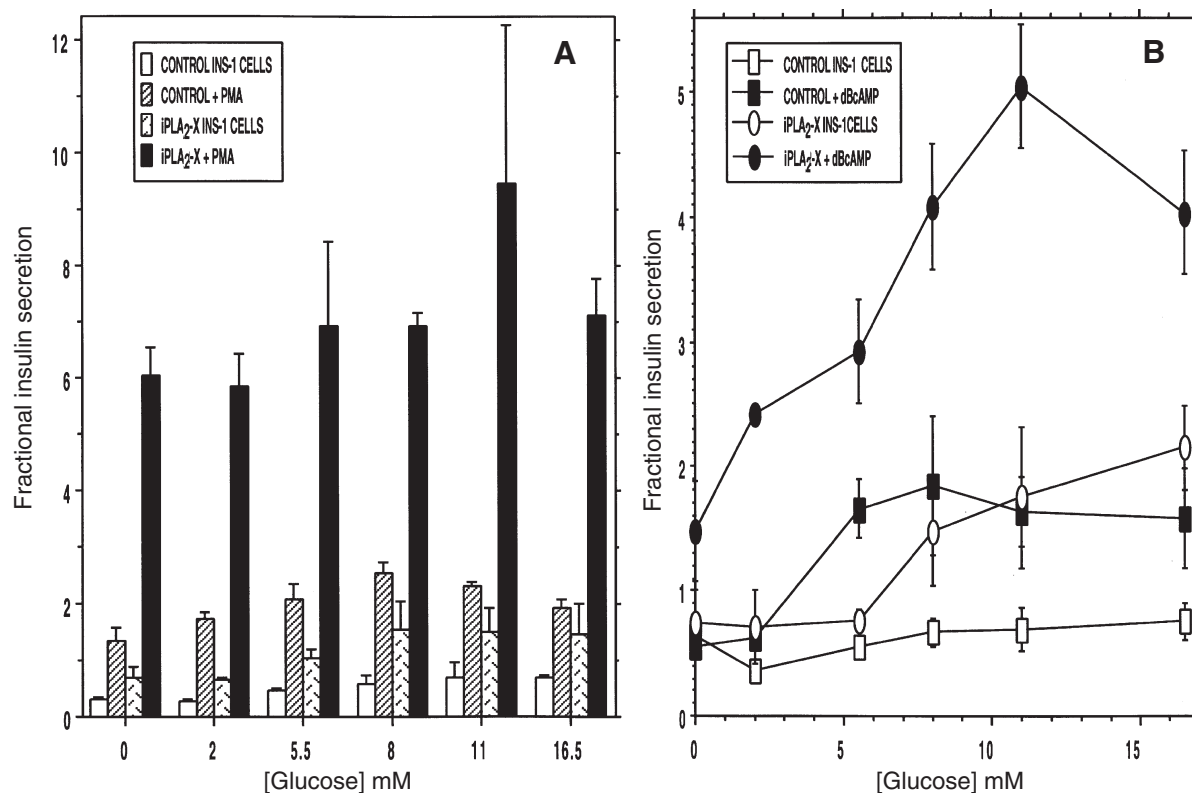 A
CONTROL INS-1 CELLS
CONTROL + PMA
iPLA2-X INS-1 CELLS
iPLA2-X + PMA
Fractional insulin secretion
12
10
8
6
4
2
0
0 2 5.5 8 11 16.5
[Glucose] mM
B
CONTROL INS-1 CELLS
CONTROL + dBcAMP
iPLA2-X INS-1CELLS
iPLA2-X + dBcAMP
Fractional insulin secretion
5
4
3
2
1
0
0 5 10 15
[Glucose] mM